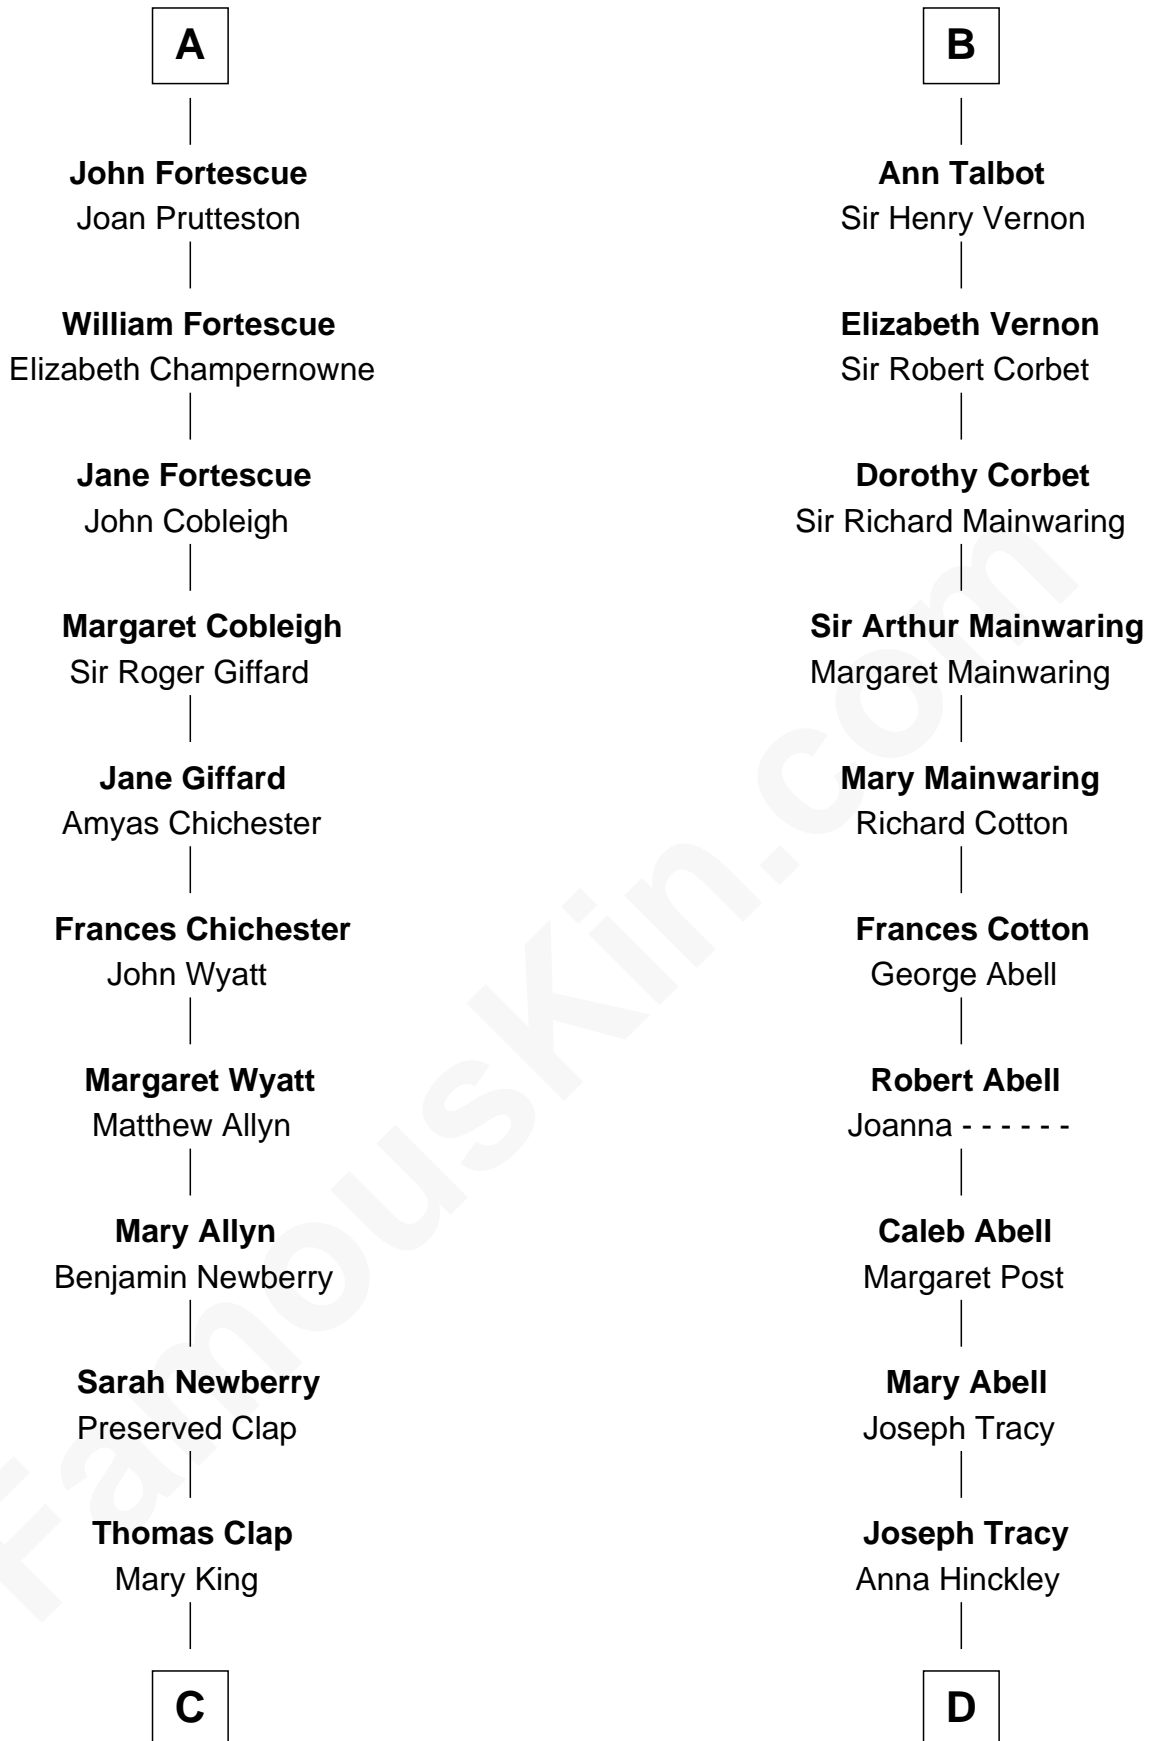 A
John Fortescue
Joan Prutteston
William Fortescue
Elizabeth Champernowne
Jane Fortescue
John Cobleigh
Margaret Cobleigh
Sir Roger Giffard
Jane Giffard
Amyas Chichester
Frances Chichester
John Wyatt
Margaret Wyatt
Matthew Allyn
Mary Allyn
Benjamin Newberry
Sarah Newberry
Preserved Clap
Thomas Clap
Mary King
C
B
Ann Talbot
Sir Henry Vernon
Elizabeth Vernon
Sir Robert Corbet
Dorothy Corbet
Sir Richard Mainwaring
Sir Arthur Mainwaring
Margaret Mainwaring
Mary Mainwaring
Richard Cotton
Frances Cotton
George Abell
Robert Abell
Joanna - - - - - -
Caleb Abell
Margaret Post
Mary Abell
Joseph Tracy
Joseph Tracy
Anna Hinckley
D
FamousKin.com